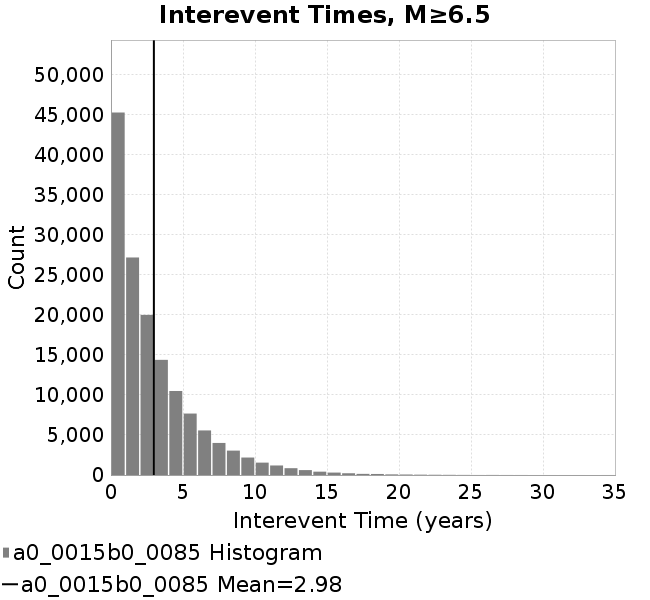 Interevent Times, M≥6.5
50,000
45,000
40,000
35,000
30,000
25,000
20,000
15,000
10,000
5,000
0
Count
0 5 10 15 20 25 30 35
Interevent Time (years)
a0_0015b0_0085 Histogram
a0_0015b0_0085 Mean=2.98